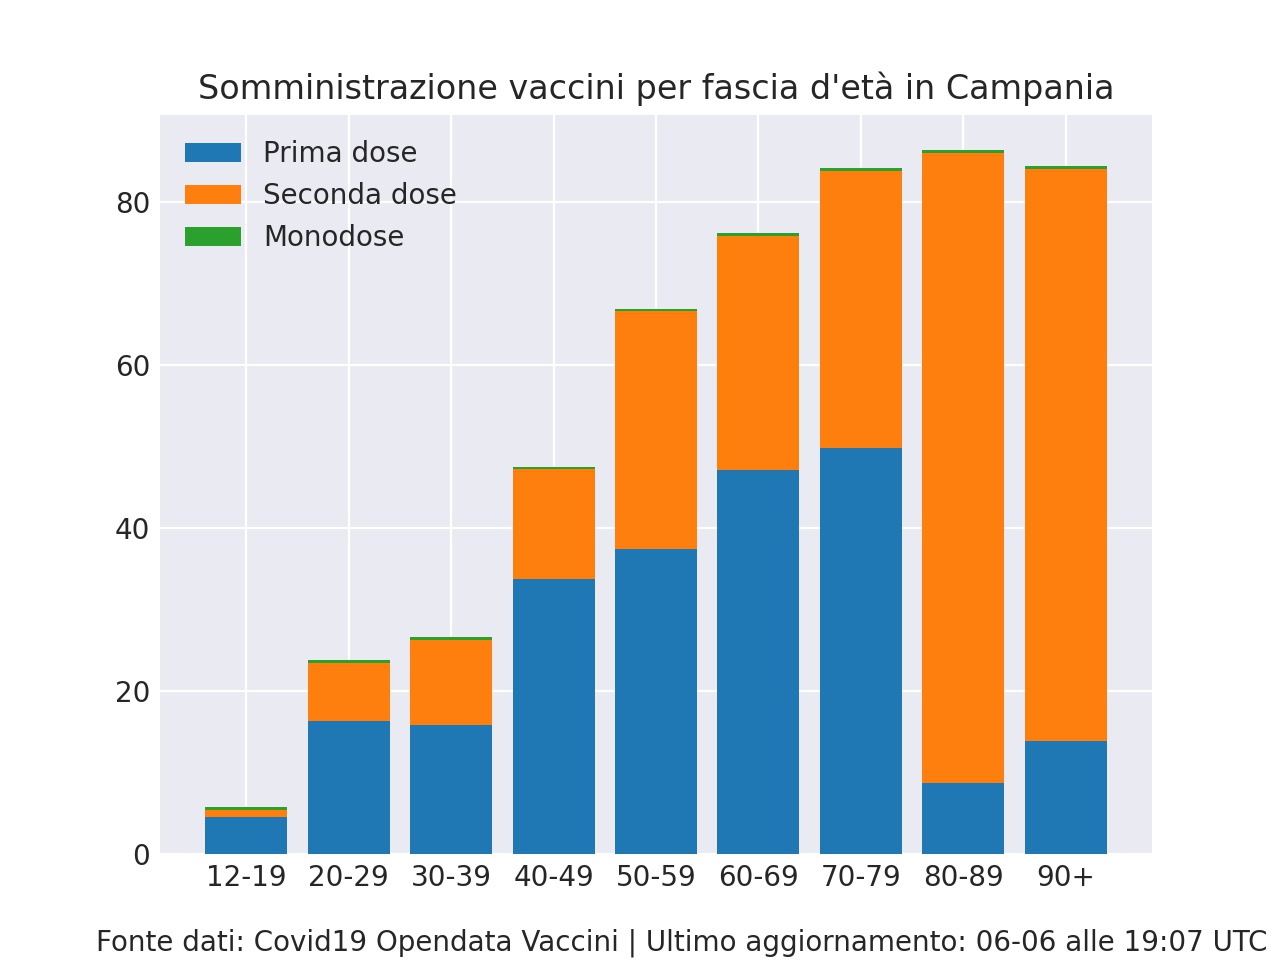 Somministrazione vaccini per fascia d'età in Campania
Prima dose
Seconda dose
Monodose
80
60
40
20
0
12-19 20-29 30-39 40-49 50-59 60-69 70-79 80-89 90+
Fonte dati: Covid19 Opendata Vaccini | Ultimo aggiornamento: 06-06 alle 19:07 UTC